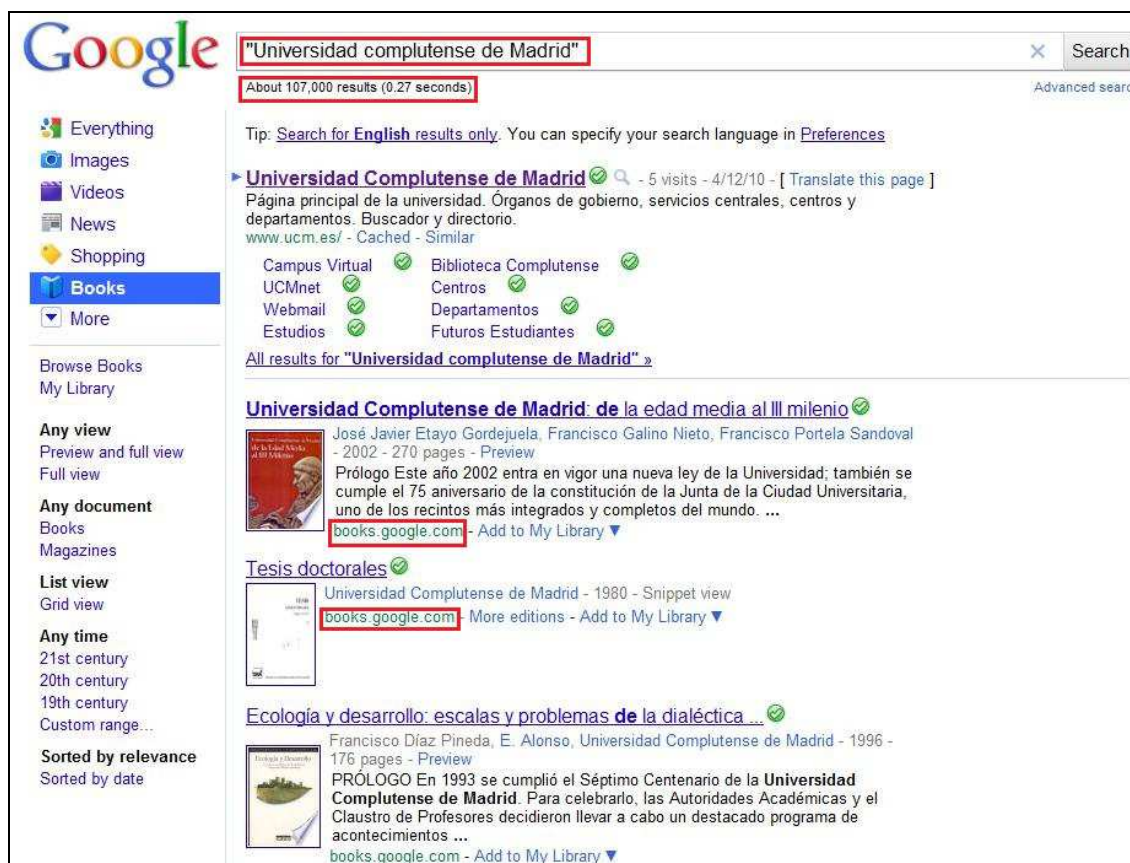 Google
"Universidad complutense de Madrid"
Search
About 107,000 results (0.27 seconds)
Advanced searc
Everything
Images
Videos
News
Shopping
Books
More
Browse Books
My Library
Any view
Preview and full view
Full view
Any document
Books
Magazines
List view
Grid view
Any time
21st century
20th century
19th century
Custom range...
Sorted by relevance
Sorted by date
Tip: Search for English results only. You can specify your search language in Preferences
Universidad Complutense de Madrid - 5 visits - 4/12/10 - [ Translate this page ]
Página principal de la universidad. Órganos de gobierno, servicios centrales, centros y
departamentos. Buscador y directorio.
www.ucm.es/ - Cached - Similar
Campus Virtual Biblioteca Complutense
UCMnet Centros
Webmail Departamentos
Estudios Futuros Estudiantes
All results for "Universidad complutense de Madrid" »
Universidad Complutense de Madrid: de la edad media al III milenio
José Javier Etayo Gordejuela, Francisco Galino Nieto, Francisco Portela Sandoval
- 2002 - 270 pages - Preview
Prólogo Este año 2002 entra en vigor una nueva ley de la Universidad; también se
cumple el 75 aniversario de la constitución de la Junta de la Ciudad Universitaria,
uno de los recintos más integrados y completos del mundo. ...
books.google.com - Add to My Library ▼
Tesis doctorales
Universidad Complutense de Madrid - 1980 - Snippet view
books.google.com - More editions - Add to My Library ▼
Ecología y desarrollo: escalas y problemas de la dialéctica ...
Francisco Díaz Pineda, E. Alonso, Universidad Complutense de Madrid - 1996 -
176 pages - Preview
PRÓLOGO En 1993 se cumplió el Séptimo Centenario de la Universidad
Complutense de Madrid. Para celebrarlo, las Autoridades Académicas y el
Claustro de Profesores decidieron llevar a cabo un destacado programa de
acontecimientos ...
books.google.com - Add to My Library ▼